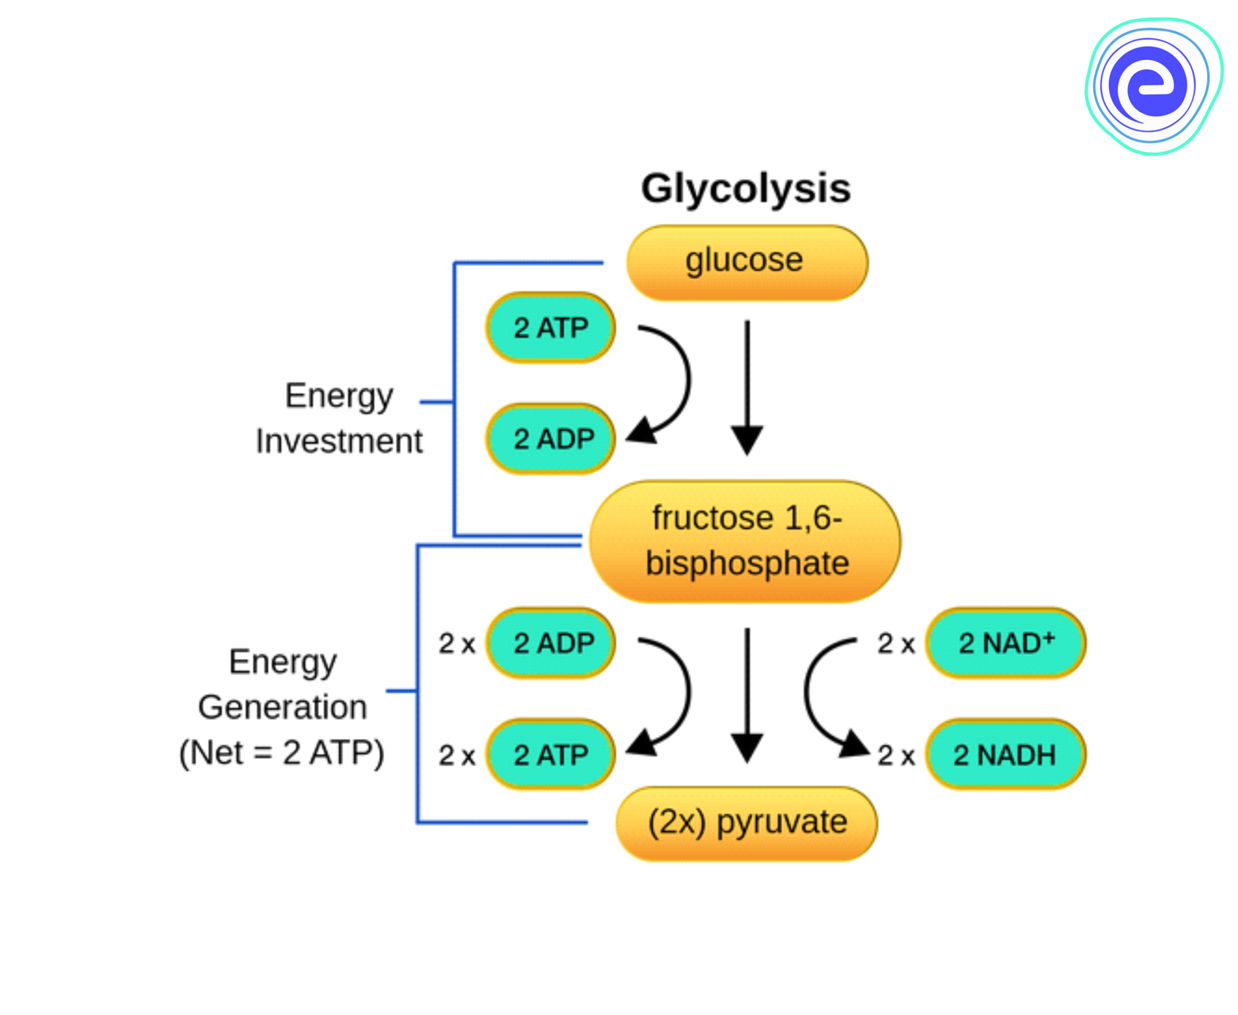 Glycolysis
glucose
2 ATP
2 ADP
Energy
Investment
fructose 1,6-
bisphosphate
2 x 2 ADP
2 x 2 NAD⁺
Energy
Generation
(Net = 2 ATP)
2 x 2 ATP
2 x 2 NADH
(2x) pyruvate